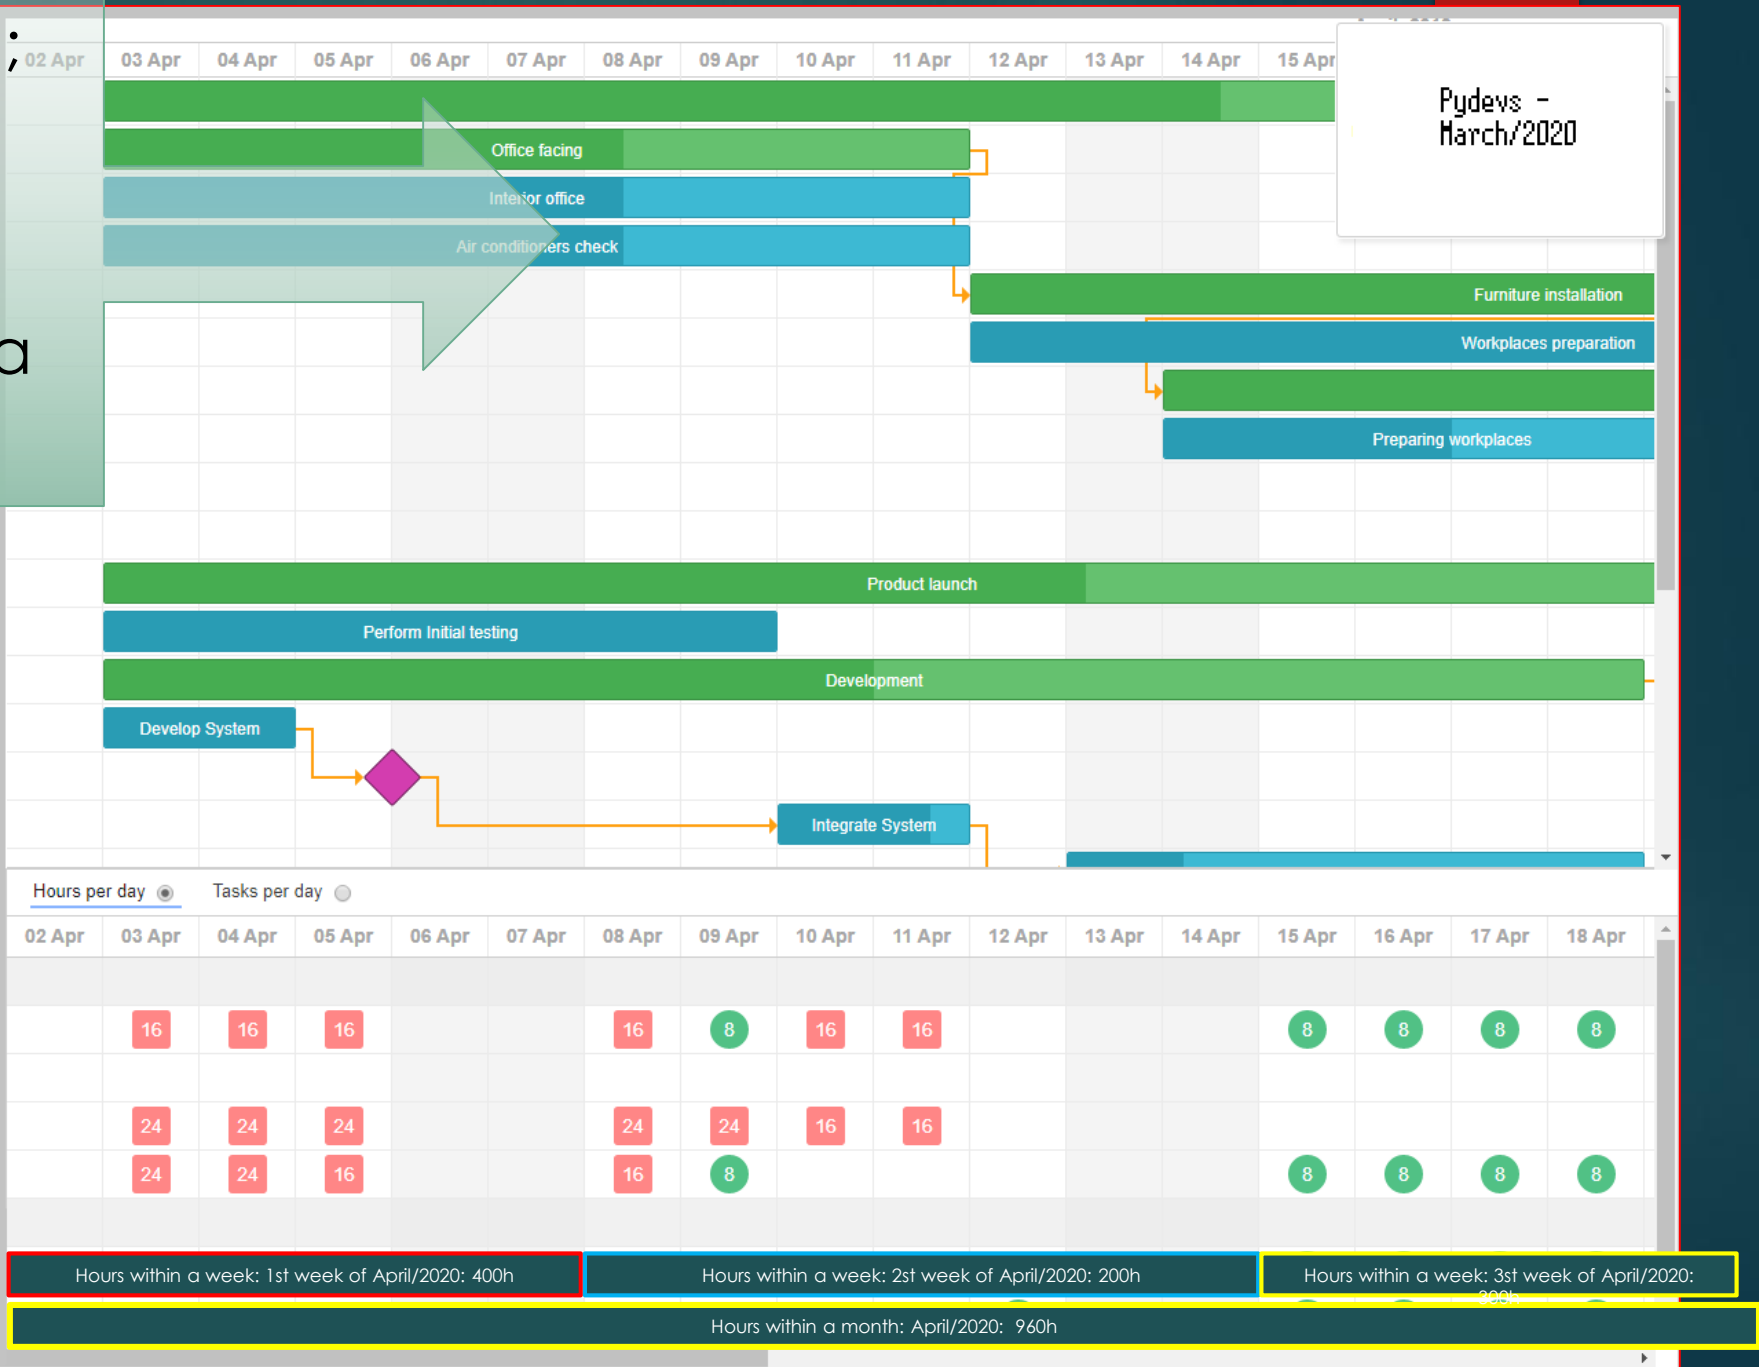 ;
a
02 Apr 03 Apr 04 Apr 05 Apr 06 Apr 07 Apr 08 Apr 09 Apr 10 Apr 11 Apr 12 Apr 13 Apr 14 Apr 15 Apr
Pydevs -
March/2020
Office facing
Interior office
Air conditioners check
Furniture installation
Workplaces preparation
Preparing workplaces
Product launch
Perform Initial testing
Development
Develop System
Integrate System
Hours per day Tasks per day
02 Apr 03 Apr 04 Apr 05 Apr 06 Apr 07 Apr 08 Apr 09 Apr 10 Apr 11 Apr 12 Apr 13 Apr 14 Apr 15 Apr 16 Apr 17 Apr 18 Apr
16 16 16 16 8 16 16 8 8 8 8
24 24 24 24 24 16 16
24 24 16 16 8 8 8 8 8
Hours within a week: 1st week of April/2020: 400h
Hours within a week: 2st week of April/2020: 200h
Hours within a week: 3st week of April/2020:
Hours within a month: April/2020: 960h